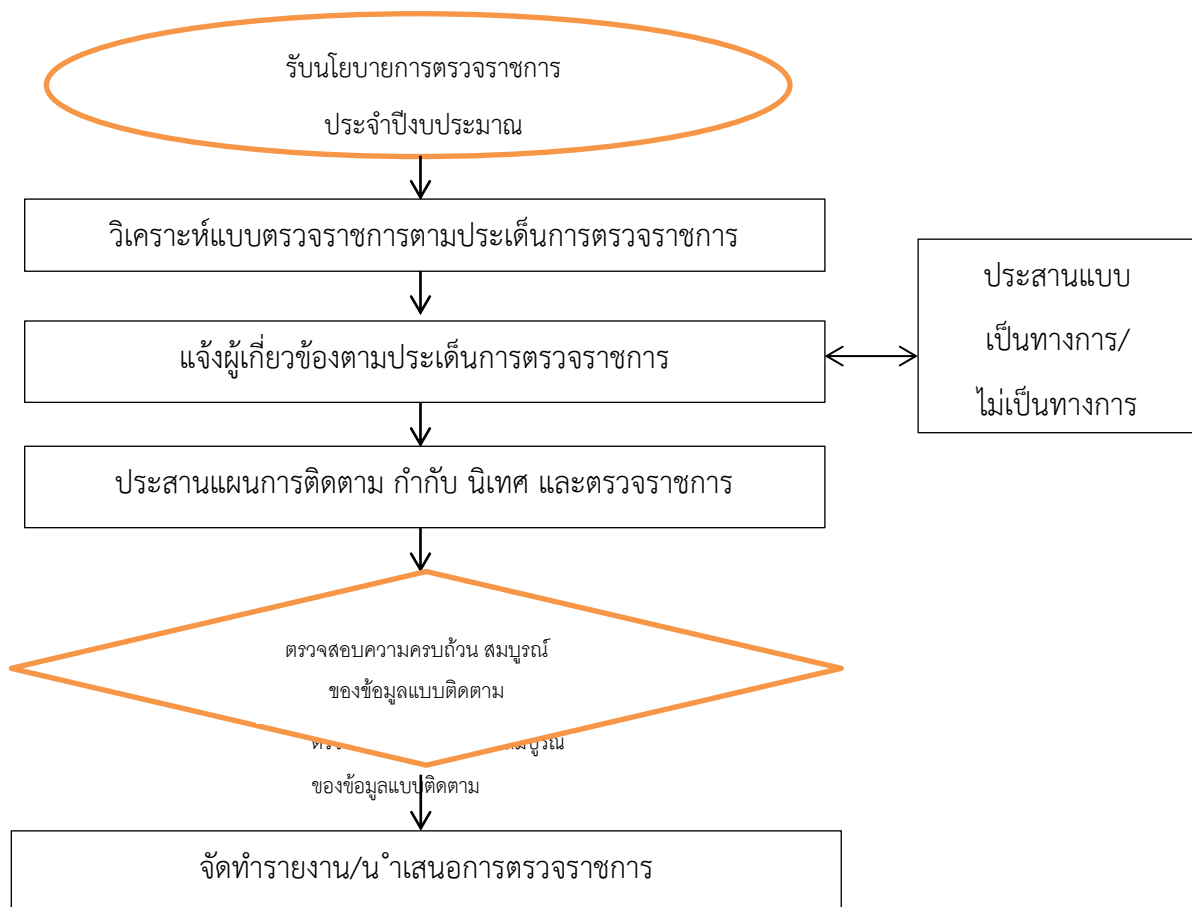 รับนโยบายการตรวจราชการ
ประจำปีงบประมาณ
วิเคราะห์แบบตรวจราชการตามประเด็นการตรวจราชการ
แจ้งผู้เกี่ยวข้องตามประเด็นการตรวจราชการ
ประสานแบบ
เป็นทางการ/
ไม่เป็นทางการ
ประสานแผนการติดตาม กำกับ นิเทศ และตรวจราชการ
ตรวจสอบความครบถ้วน สมบูรณ์
ของข้อมูลแบบติดตาม
ของข้อมูลแบบติดตาม
จัดทำรายงาน/นำเสนอการตรวจราชการ